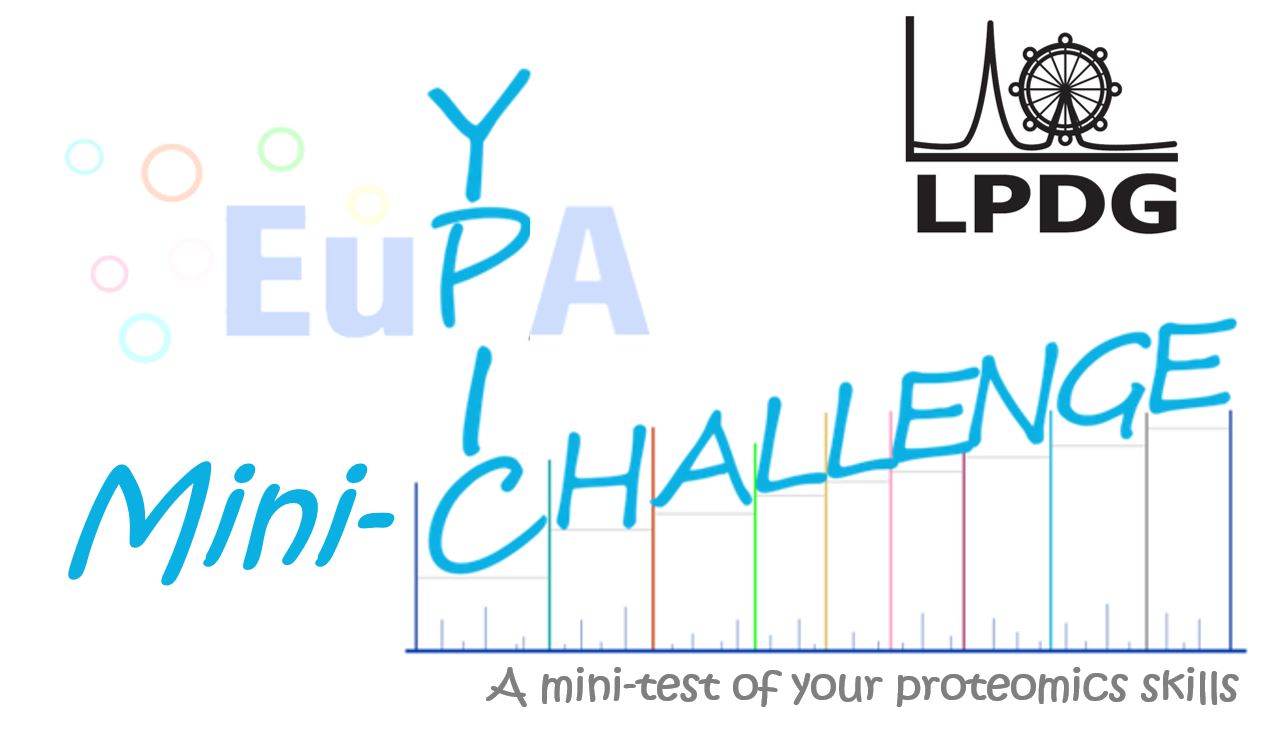 LPDG
EuPA
YPIC
Mini-CHALLENGE
A mini-test of your proteomics skills